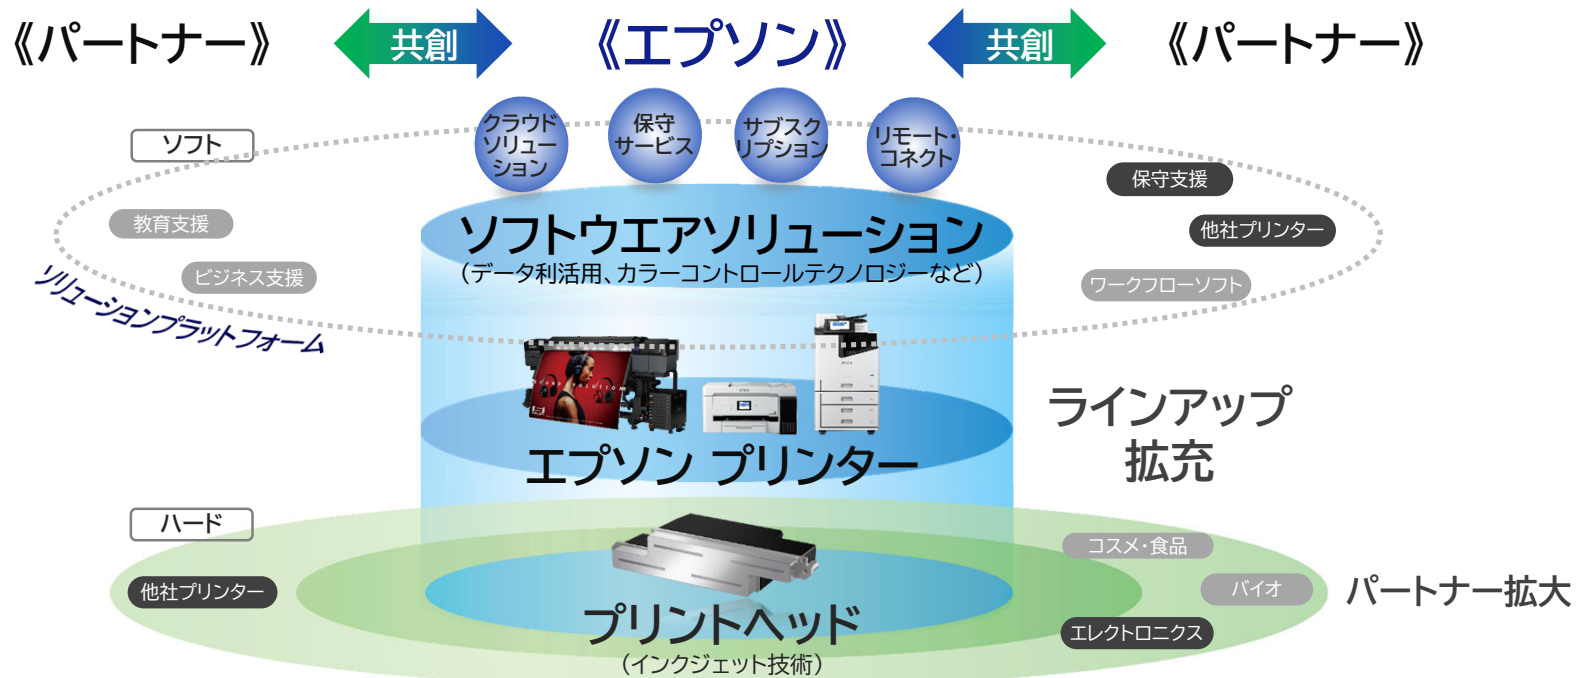 《パートナー》
共創
《エプソン》
共創
《パートナー》
クラウド
ソリュー
ション
保守
サービス
サブスク
リプション
リモート・
コネクト
ソフト
教育支援
ビジネス支援
ソリューションプラットフォーム
保守支援
他社プリンター
ワークフローソフト
ソフトウエアソリューション
（データ利活用、カラーコントロールテクノロジーなど）
エプソン プリンター
ラインアップ
拡充
ハード
他社プリンター
コスメ・食品
バイオ
エレクトロニクス
パートナー拡大
プリントヘッド
（インクジェット技術）